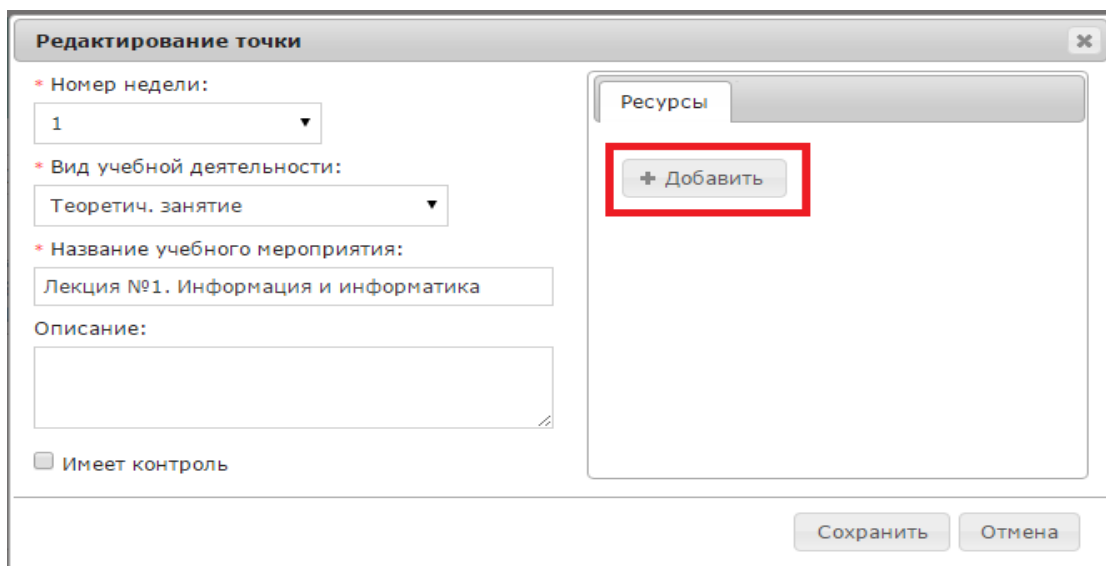 Редактирование точки
* Номер недели:
1
* Вид учебной деятельности:
Теоретич. занятие
* Название учебного мероприятия:
Лекция №1. Информация и информатика
Описание:
Имеет контроль
Ресурсы
+ Добавить
Сохранить
Отмена